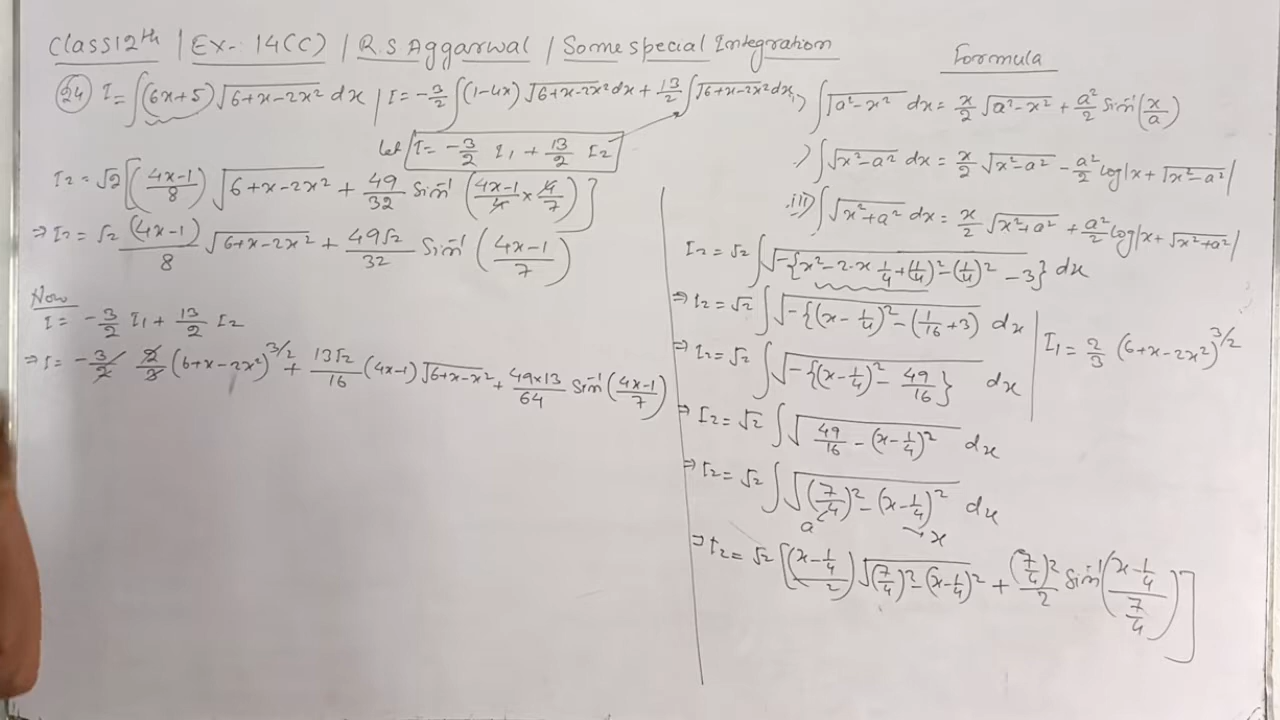 Class 12th | EX-: 14(C) | R.S Aggarwal | Some special Integration
Formula
(24) I = ∫(6x+5)√(6+x-2x²) dx | I = -3/2 ∫(1-4x) √(6+x-2x²) dx + 13/2 ∫√(6+x-2x²) dx
let I = -3/2 I₁ + 13/2 I₂
I₂ = √2 [(4x-1/8) √(6+x-2x²) + 49/32 Sin⁻¹ (4x-1/4 × 4/7)]
⇒ I₂ = √2 (4x-1)/8 √(6+x-2x²) + 49√2/32 Sin⁻¹ (4x-1/7)
Now
I = -3/2 I₁ + 13/2 I₂
⇒ I = -3/2 2/3 (6+x-2x²)^3/2 + 13√2/16 (4x-1) √(6+x-x²) + 49×13/64 Sin⁻¹ (4x-1/7)
i) ∫√(a²-x²) dx = x/2 √(a²-x²) + a²/2 Sin⁻¹(x/a)
.) ∫√(x²-a²) dx = x/2 √(x²-a²) - a²/2 log|x + √(x²-a²)|
iii) ∫√(x²+a²) dx = x/2 √(x²+a²) + a²/2 log|x + √(x²+a²)|
I₂ = √2 ∫√(-{x²-2·x 1/4 + (1/4)² - (1/4)² - 3}) dx
⇒ I₂ = √2 ∫√(-{(x-1/4)² - (1/16+3)}) dx
I₁ = 2/3 (6+x-2x²)^3/2
⇒ I₂ = √2 ∫√(-{(x-1/4)² - 49/16}) dx
⇒ I₂ = √2 ∫√(49/16 - (x-1/4)²) dx
⇒ I₂ = √2 ∫√((7/4)² - (x-1/4)²) dx
a → x
⇒ I₂ = √2 [(x-1/4 /2) √((7/4)² - (x-1/4)²) + (7/4)²/2 Sin⁻¹(x-1/4 / 7/4)]